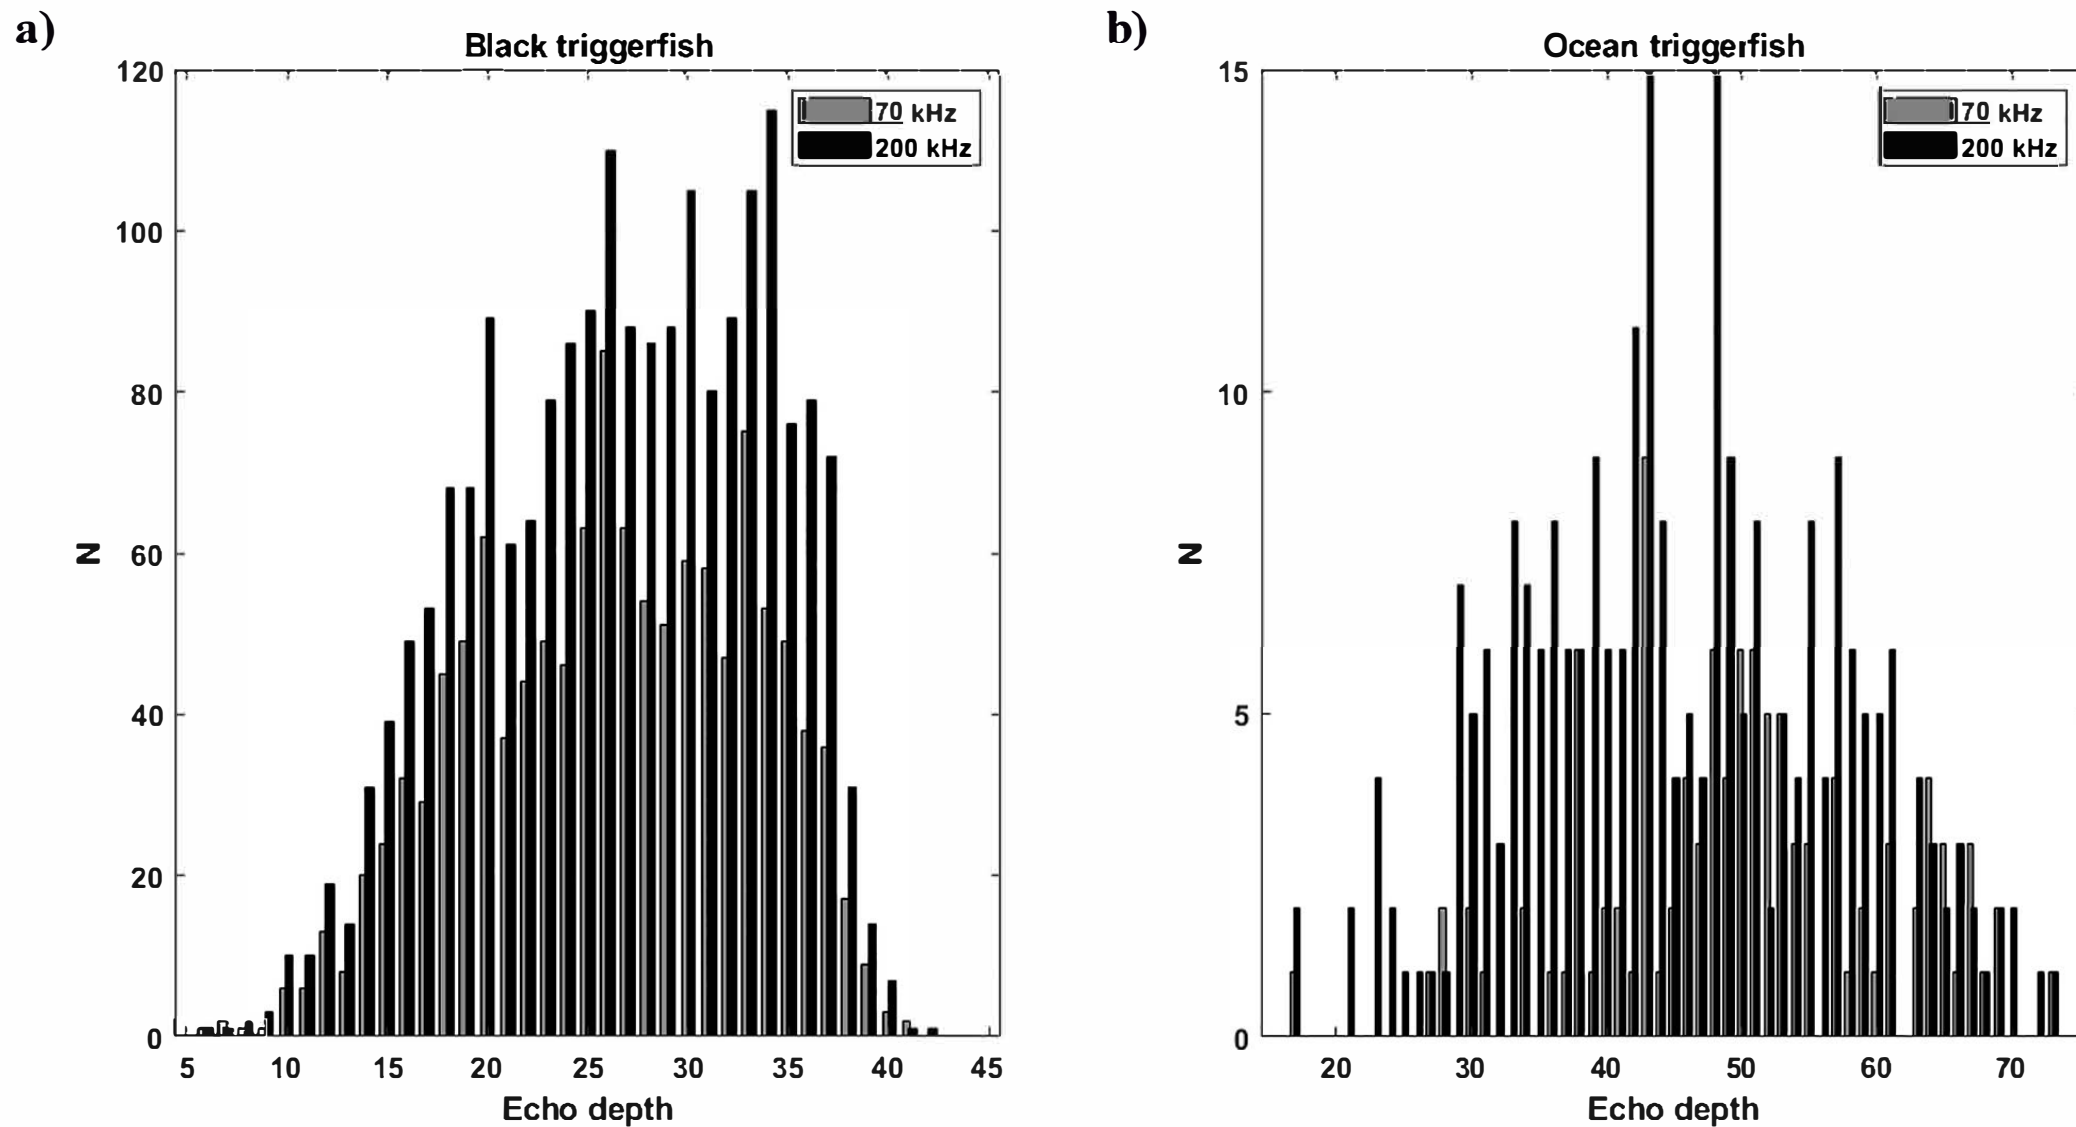 a)
Black triggerfish
120
100
80
60
40
20
0
N
70 kHz
200 kHz
5 10 15 20 25 30 35 40 45
Echo depth
b)
Ocean triggerfish
15
10
5
0
N
70 kHz
200 kHz
20 30 40 50 60 70
Echo depth